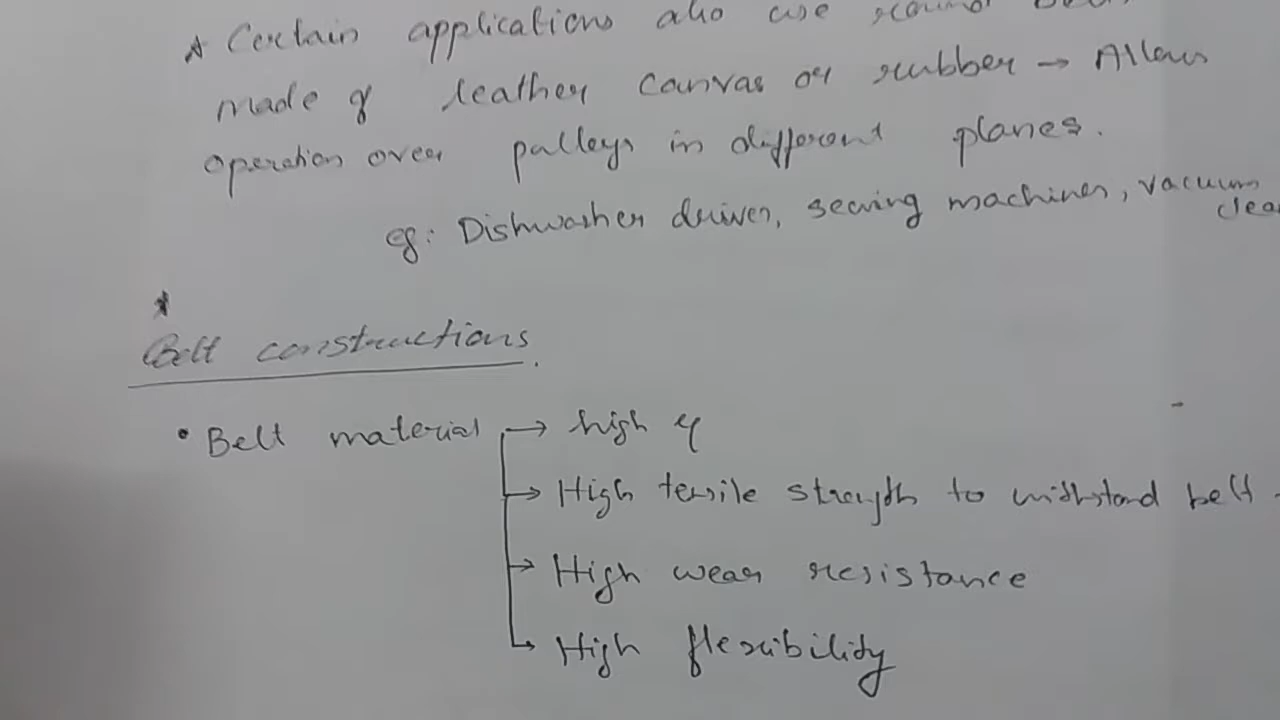 * Certain applications also use round
made of leather canvas or rubber → Allows
operation over pulleys in different planes.
eg: Dishwasher drives, sewing machines, vacuum
clea
*
Belt constructions.
• Belt material → high
→ High tensile strength to withstand belt
→ High wear resistance
→ High flexibility